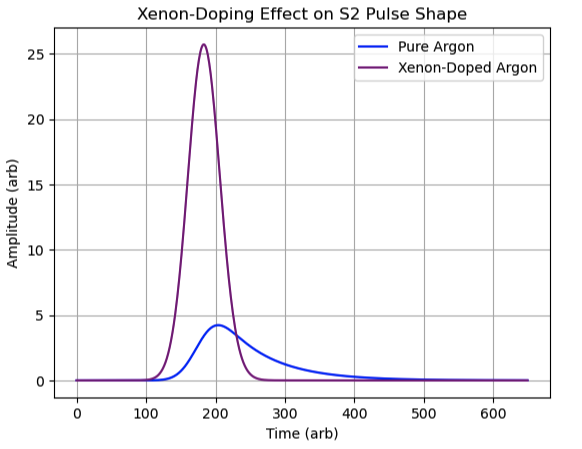 Xenon-Doping Effect on S2 Pulse Shape
Pure Argon
Xenon-Doped Argon
Amplitude (arb)
25
20
15
10
5
0
0 100 200 300 400 500 600
Time (arb)